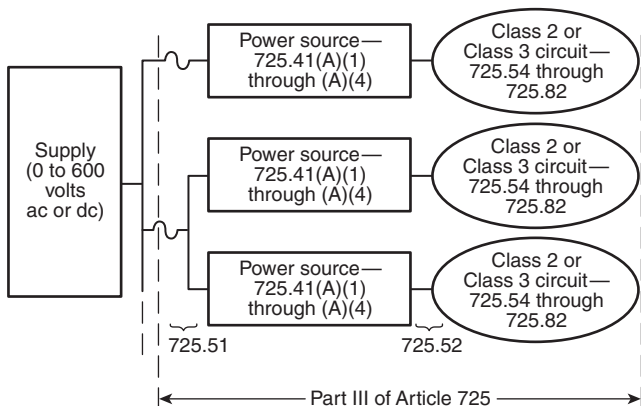 Supply
(0 to 600
volts
ac or dc)
Power source—
725.41(A)(1)
through (A)(4)
Class 2 or
Class 3 circuit—
725.54 through
725.82
Power source—
725.41(A)(1)
through (A)(4)
Class 2 or
Class 3 circuit—
725.54 through
725.82
Power source—
725.41(A)(1)
through (A)(4)
Class 2 or
Class 3 circuit—
725.54 through
725.82
725.51
725.52
Part III of Article 725